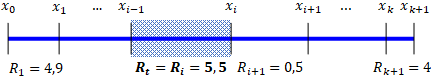 x₀ x₁ ... xᵢ₋₁ xᵢ xᵢ₊₁ ... xₖ xₖ₊₁
R₁ = 4,9 Rₜ = Rᵢ = 5,5 Rᵢ₊₁ = 0,5 Rₖ₊₁ = 4